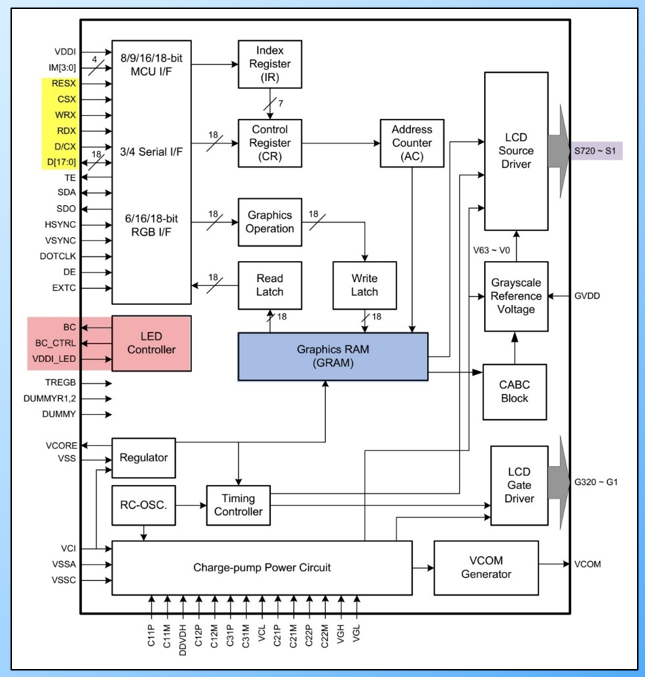 VDDI
IM[3:0]
4
RESX
CSX
WRX
RDX
D/CX
D[17:0]
18
TE
SDA
SDO
HSYNC
VSYNC
DOTCLK
DE
EXTC
8/9/16/18-bit
MCU I/F
3/4 Serial I/F
6/16/18-bit
RGB I/F
Index
Register
(IR)
7
18
Control
Register
(CR)
Address
Counter
(AC)
18
Graphics
Operation
18
18
Read
Latch
18
Write
Latch
18
Graphics RAM
(GRAM)
LCD
Source
Driver
S720 ~ S1
V63 ~ V0
Grayscale
Reference
Voltage
GVDD
CABC
Block
BC
BC_CTRL
VDDI_LED
LED
Controller
TREGB
DUMMYR1,2
DUMMY
VCORE
VSS
Regulator
RC-OSC.
Timing
Controller
LCD
Gate
Driver
G320 ~ G1
VCI
VSSA
VSSC
Charge-pump Power Circuit
VCOM
Generator
VCOM
C11P
C11M
DDVDH
C12P
C12M
C31P
C31M
VCL
C21P
C21M
C22P
C22M
VGH
VGL